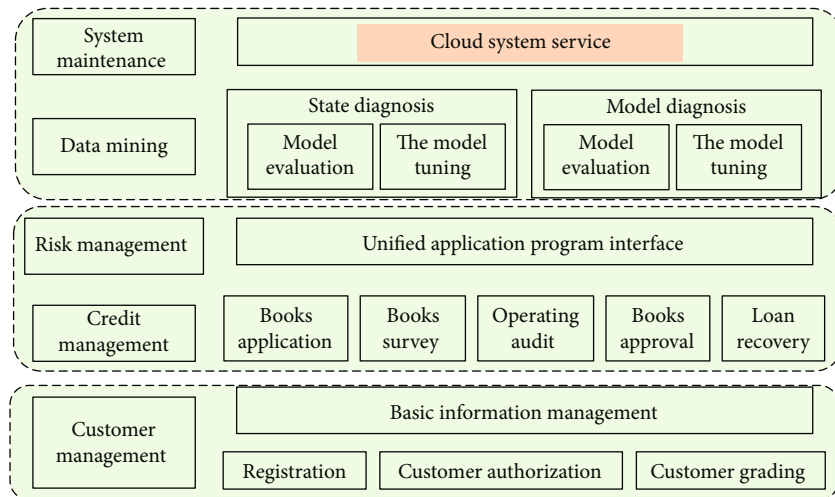 System
maintenance
Cloud system service
Data mining
State diagnosis
Model
evaluation
The model
tuning
Model diagnosis
Model
evaluation
The model
tuning
Risk management
Unified application program interface
Credit
management
Books
application
Books
survey
Operating
audit
Books
approval
Loan
recovery
Customer
management
Basic information management
Registration
Customer authorization
Customer grading